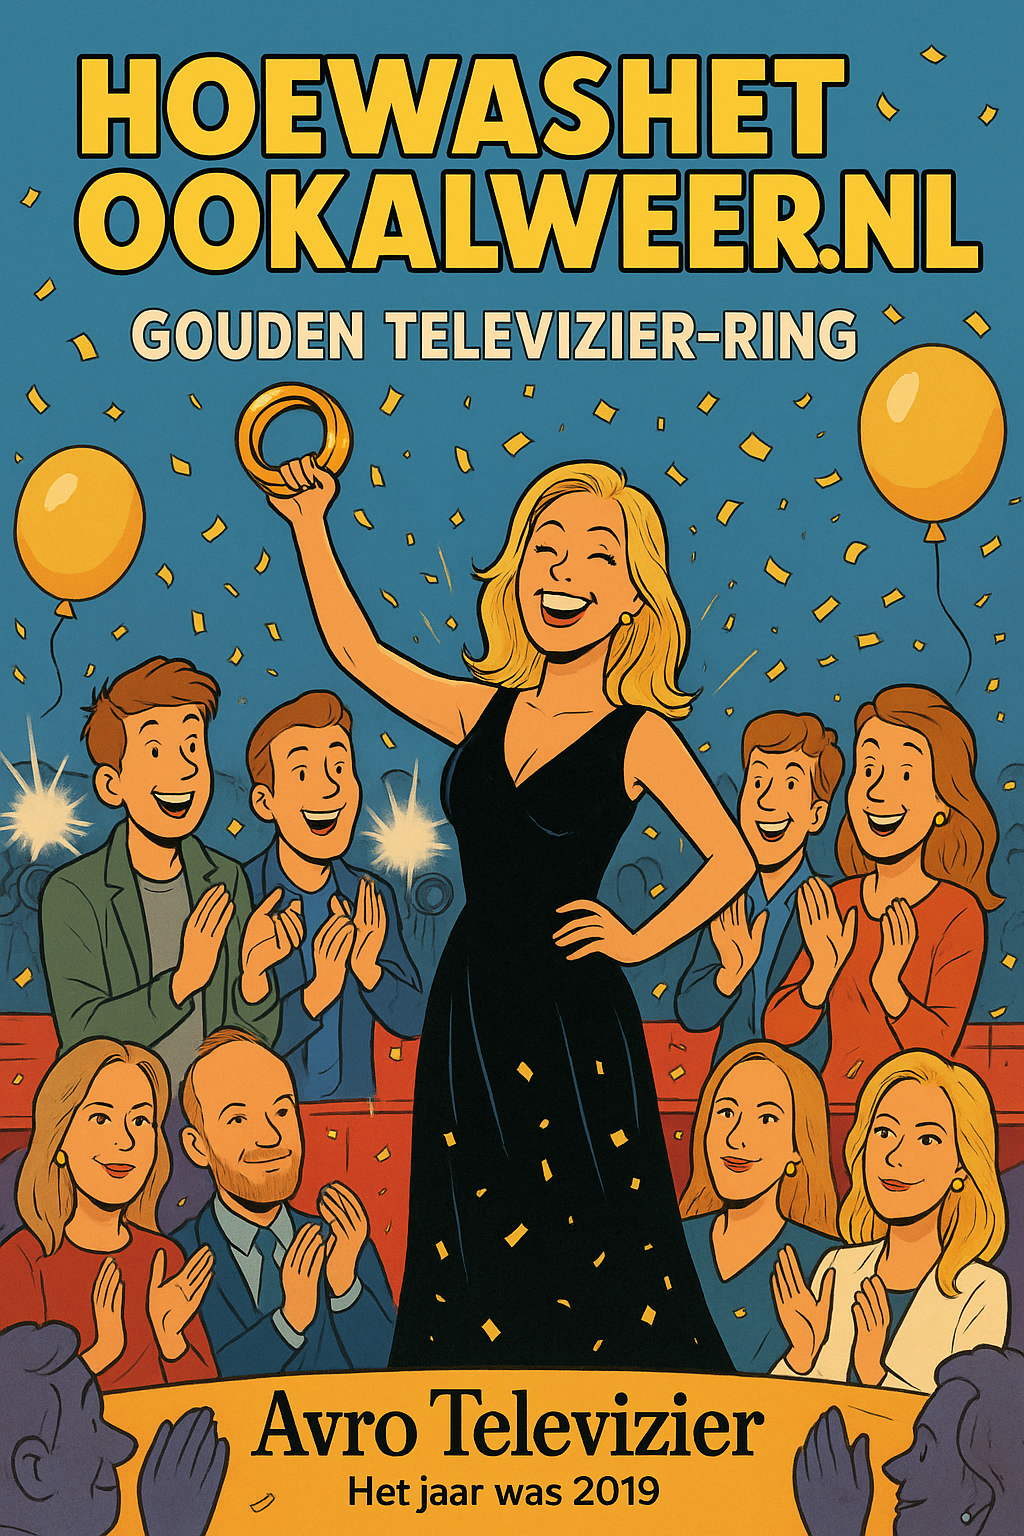 HOEWASHET
OOKALWEER.NL
GOUDEN TELEVIZIER-RING
Avro Televizier
Het jaar was 2019